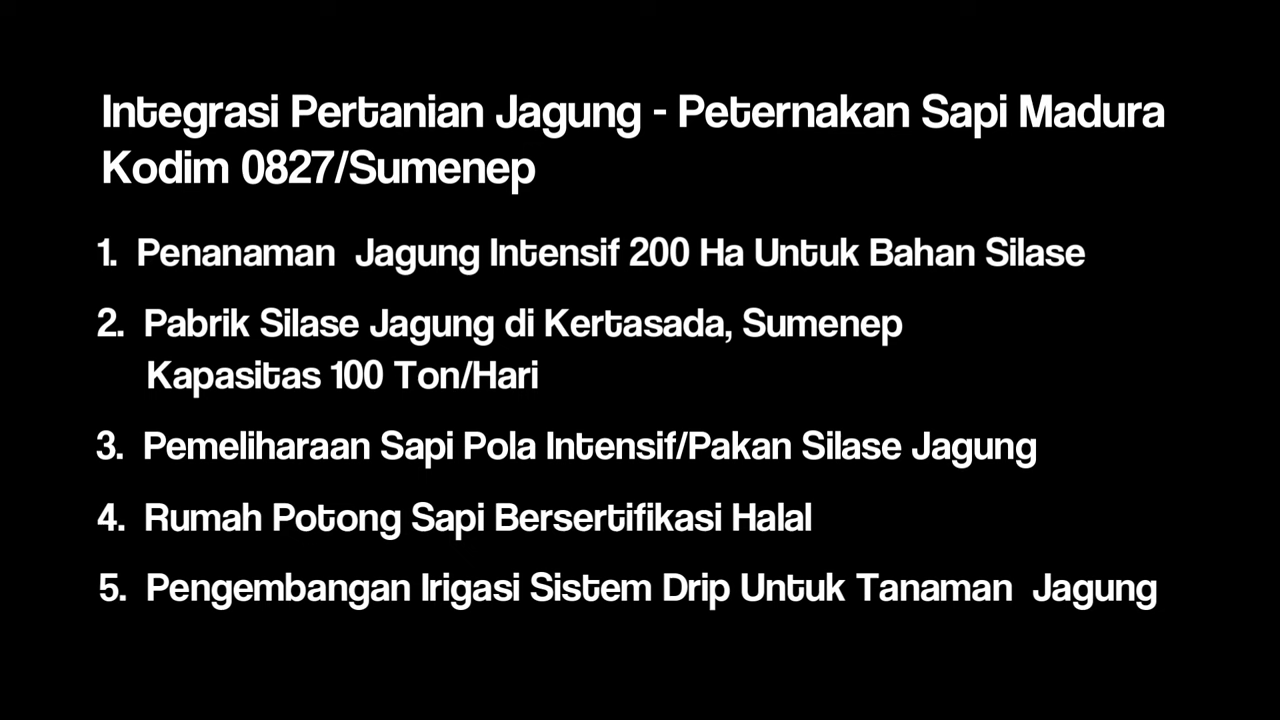 Integrasi Pertanian Jagung - Peternakan Sapi Madura
Kodim 0827/Sumenep
1. Penanaman Jagung Intensif 200 Ha Untuk Bahan Silase
2. Pabrik Silase Jagung di Kertasada, Sumenep
Kapasitas 100 Ton/Hari
3. Pemeliharaan Sapi Pola Intensif/Pakan Silase Jagung
4. Rumah Potong Sapi Bersertifikasi Halal
5. Pengembangan Irigasi Sistem Drip Untuk Tanaman Jagung